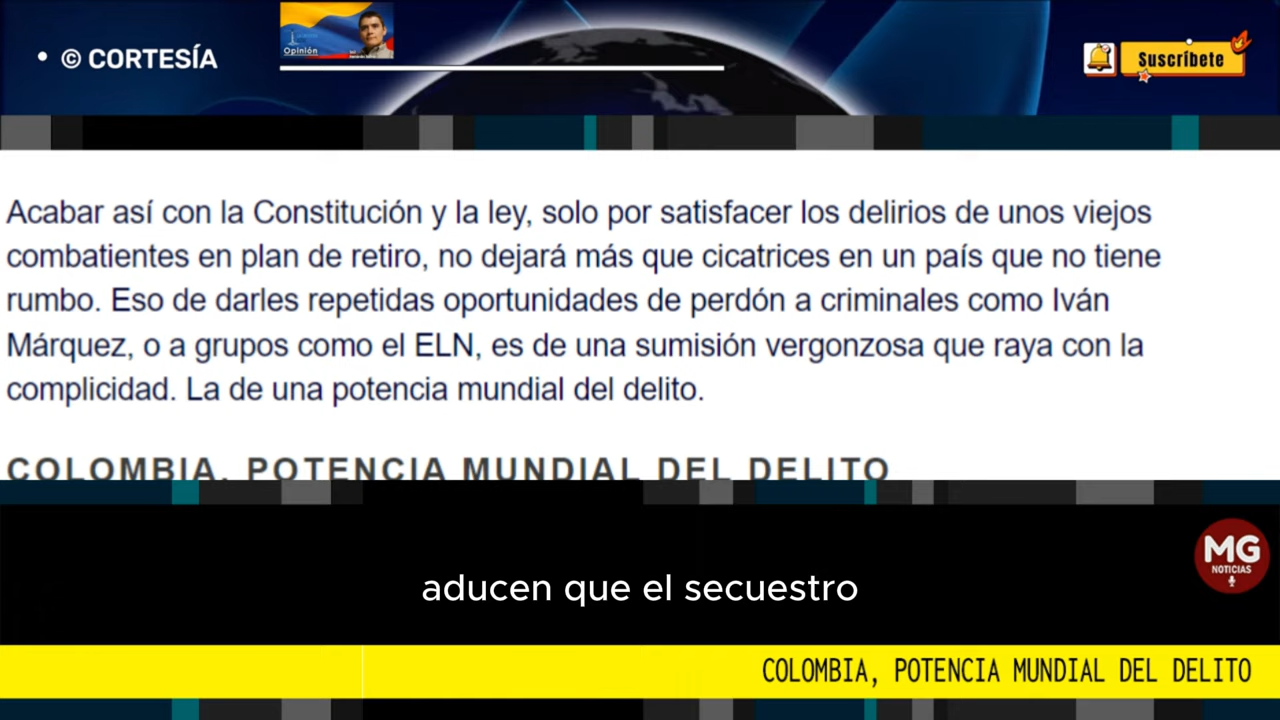 • © CORTESÍA
Opinión
Suscríbete
Acabar así con la Constitución y la ley, solo por satisfacer los delirios de unos viejos
combatientes en plan de retiro, no dejará más que cicatrices en un país que no tiene
rumbo. Eso de darles repetidas oportunidades de perdón a criminales como Iván
Márquez, o a grupos como el ELN, es de una sumisión vergonzosa que raya con la
complicidad. La de una potencia mundial del delito.
COLOMBIA, POTENCIA MUNDIAL DEL DELITO
MG
NOTICIAS
aducen que el secuestro
COLOMBIA, POTENCIA MUNDIAL DEL DELITO